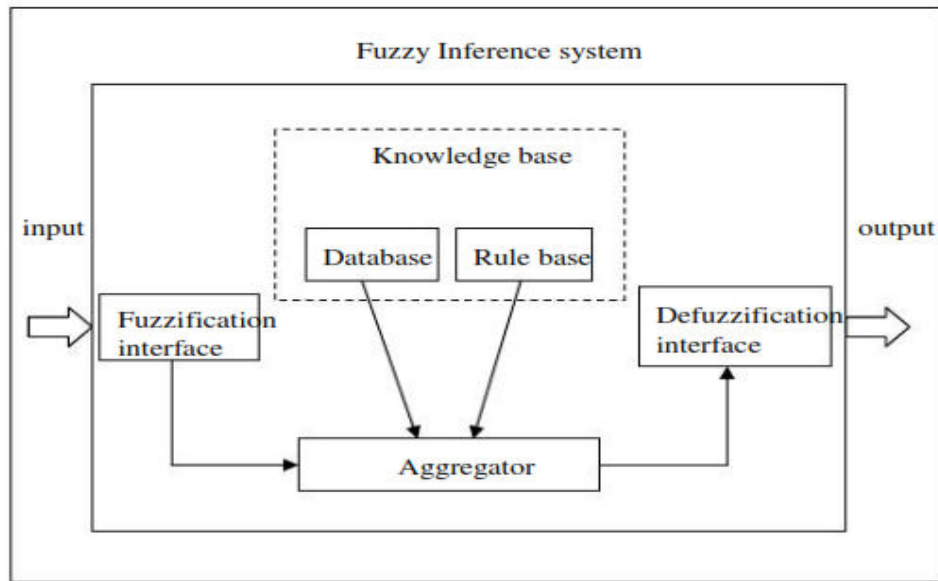 Fuzzy Inference system
Knowledge base
input
output
Database
Rule base
Fuzzification
interface
Defuzzification
interface
Aggregator